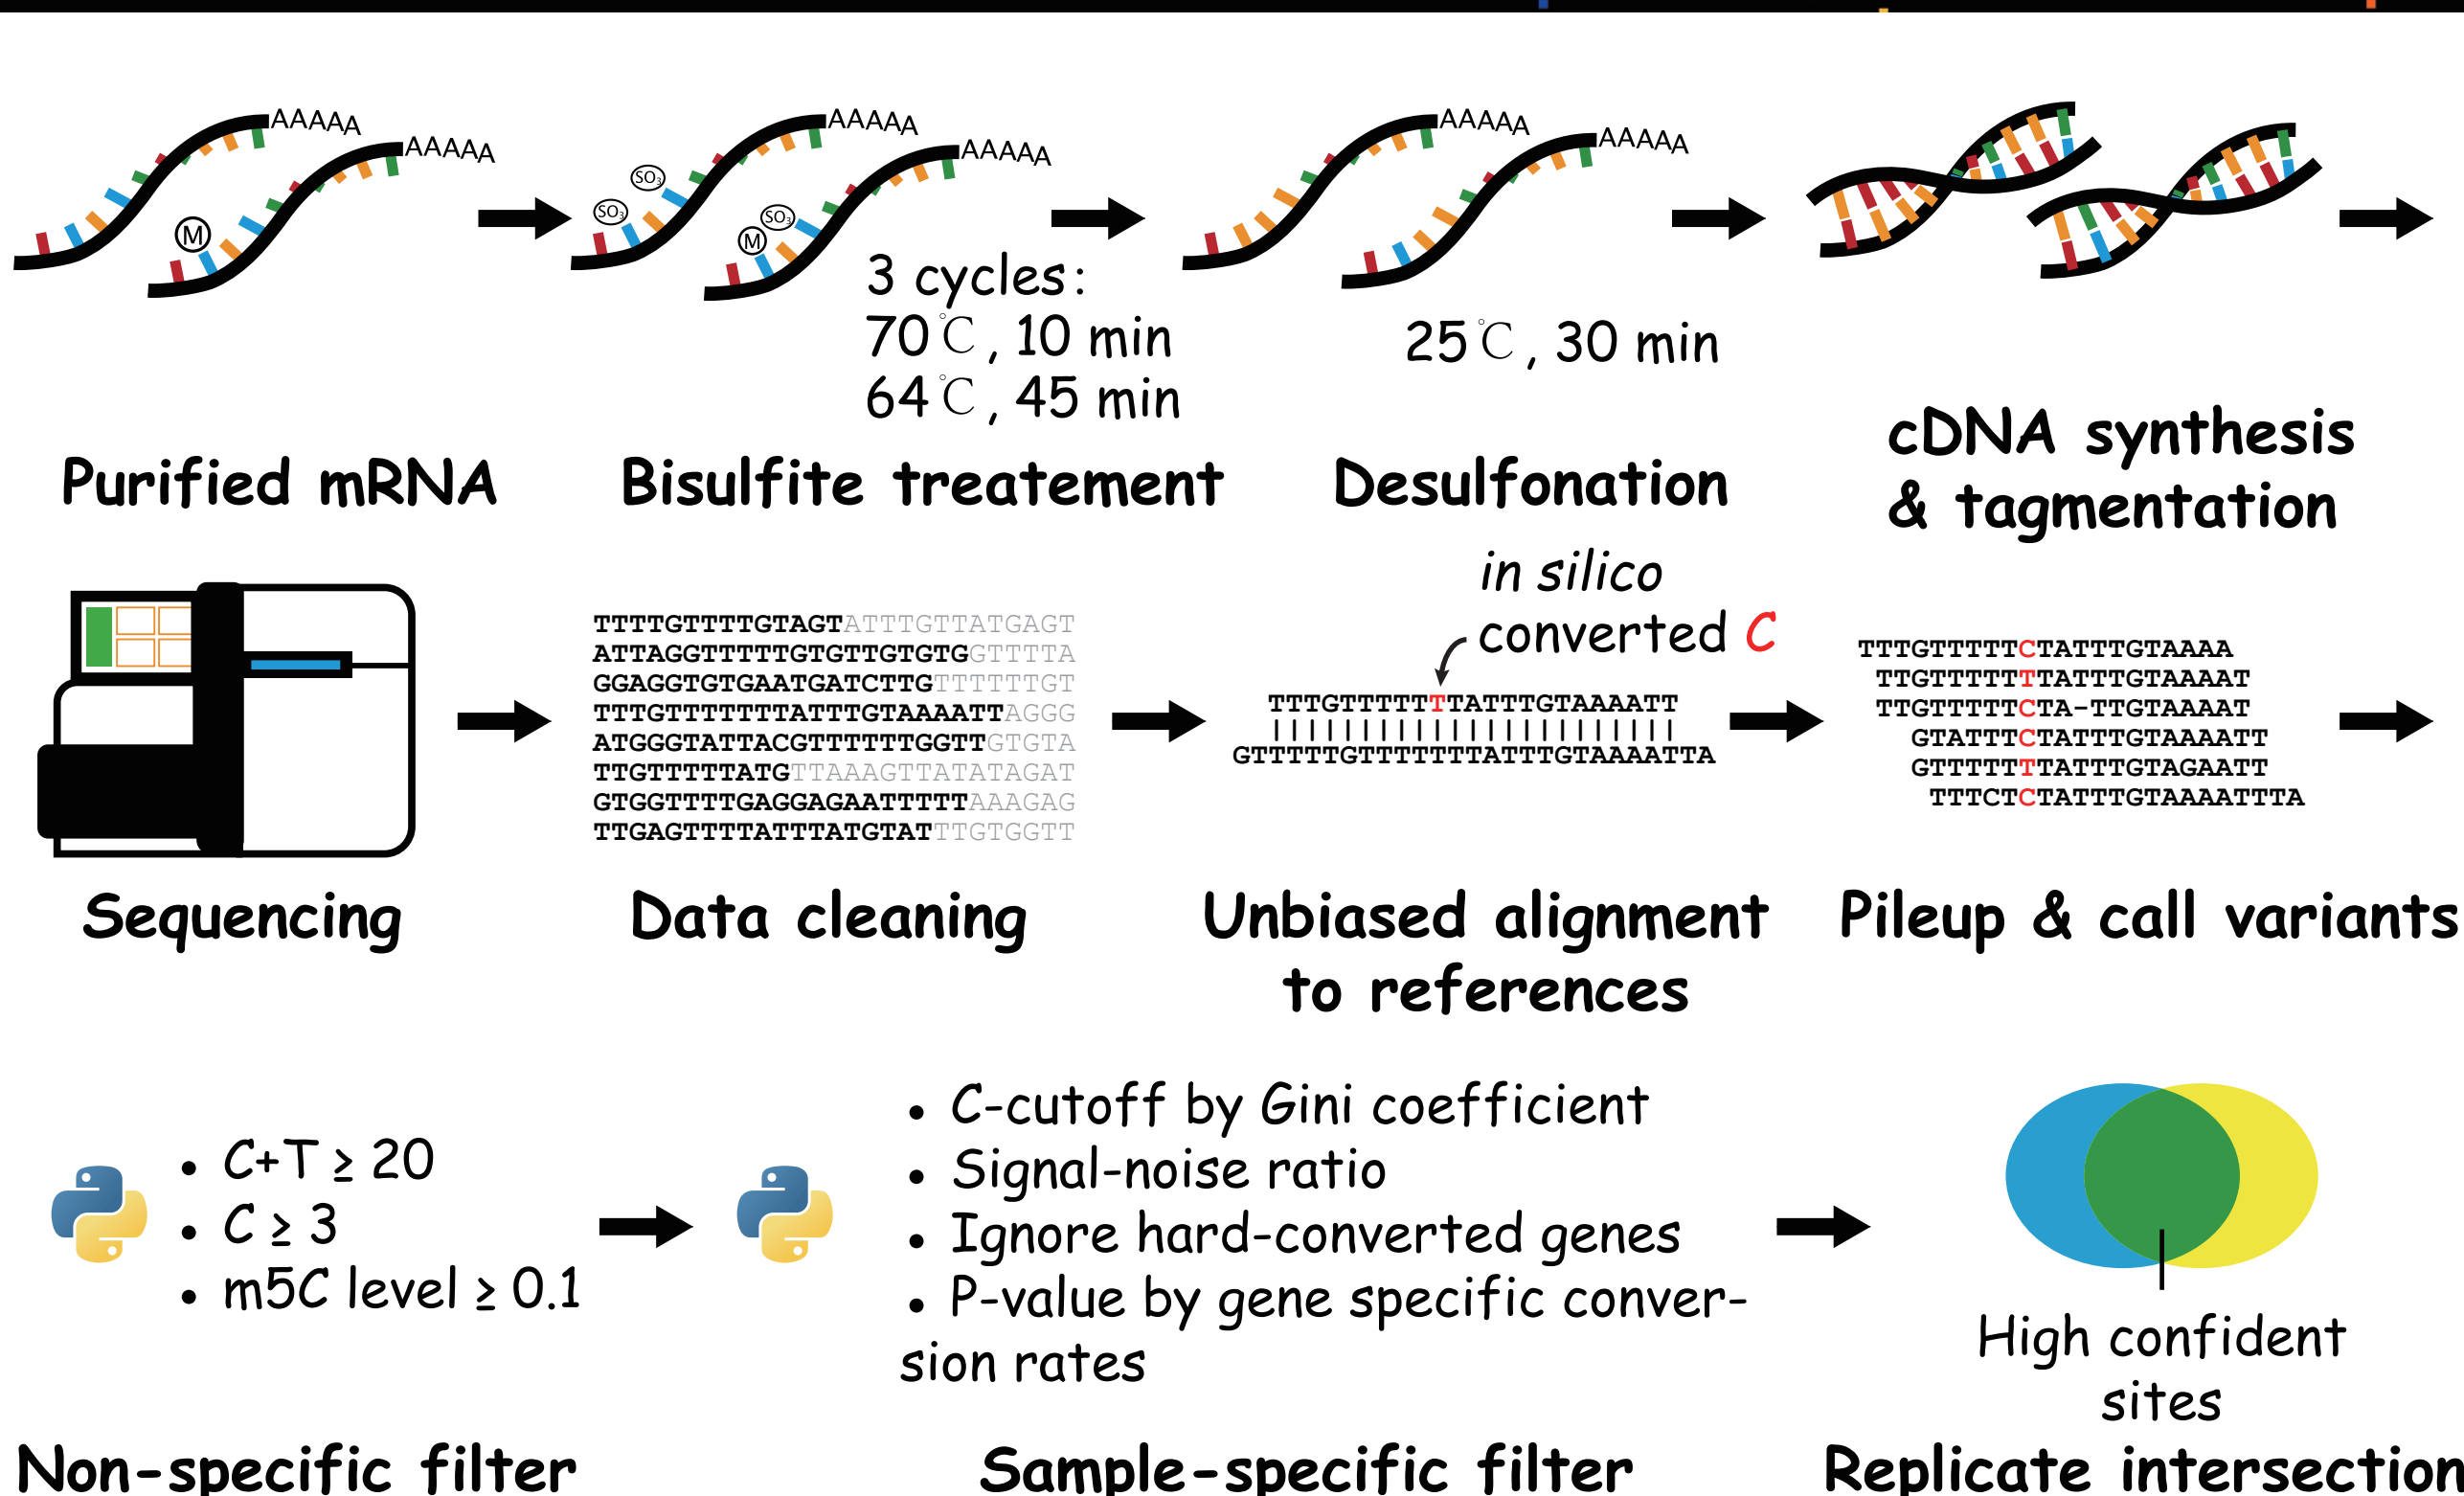 AAAAA
AAAAA
M
AAAAA
AAAAA
SO₃
SO₃
SO₃
M
3 cycles:
70℃, 10 min
64℃, 45 min
AAAAA
AAAAA
25℃, 30 min
Purified mRNA
Bisulfite treatement
Desulfonation
cDNA synthesis
& tagmentation
TTTTGTTTTGTAGTATTTGTTATGAGT
ATTAGGTTTTTGTGTTGTGTGGTTTTA
GGAGGTGTGAATGATCTTGTTTTTTGT
TTTGTTTTTTTATTTGTAAAATTAGGG
ATGGGTATTACGTTTTTTGGTTGTGTA
TTGTTTTTATGTTAAAGTTATATAGAT
GTGGTTTTGAGGAGAATTTTTAAAGAG
TTGAGTTTTATTTATGTATTTGTGGTT
in silico
converted C
TTTGTTTTTTTATTTGTAAAATT
GTTTTTGTTTTTTTATTTGTAAAATTA
TTTGTTTTTCTATTTGTAAAA
TTGTTTTTTTATTTGTAAAAT
TTGTTTTTCTA-TTGTAAAAT
GTATTTCTATTTGTAAAATT
GTTTTTTTATTTGTAGAATT
TTTCTCTATTTGTAAAATTTA
Sequencing
Data cleaning
Unbiased alignment
to references
Pileup & call variants
• C+T ≥ 20
• C ≥ 3
• m5C level ≥ 0.1
• C-cutoff by Gini coefficient
• Signal-noise ratio
• Ignore hard-converted genes
• P-value by gene specific conver-
sion rates
High confident
sites
Non-specific filter
Sample-specific filter
Replicate intersection